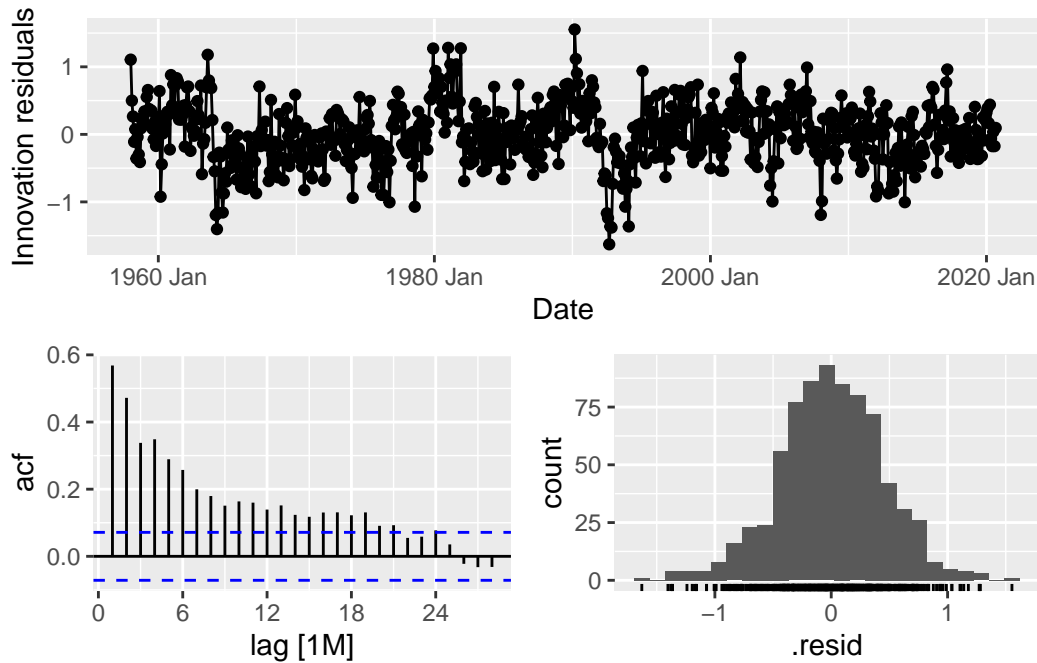 Innovation residuals
1
0
−1
1960 Jan
1980 Jan
2000 Jan
2020 Jan
Date
acf
0.6
0.4
0.2
0.0
0
6
12
18
24
lag [1M]
count
75
50
25
0
−1
0
1
.resid